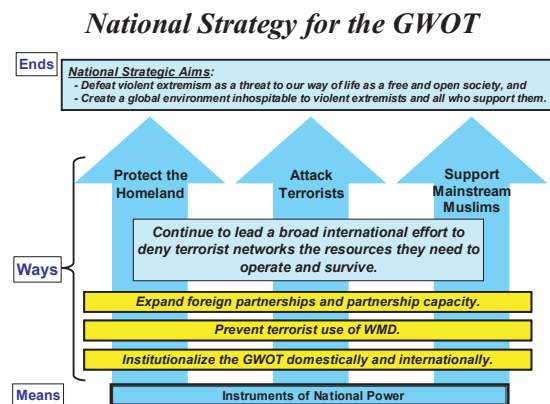 National Strategy for the GWOT
Ends
National Strategic Aims:
- Defeat violent extremism as a threat to our way of life as a free and open society, and
- Create a global environment inhospitable to violent extremists and all who support them.
Protect the
Homeland
Attack
Terrorists
Support
Mainstream
Muslims
Ways
Continue to lead a broad international effort to
deny terrorist networks the resources they need to
operate and survive.
Expand foreign partnerships and partnership capacity.
Prevent terrorist use of WMD.
Institutionalize the GWOT domestically and internationally.
Means
Instruments of National Power